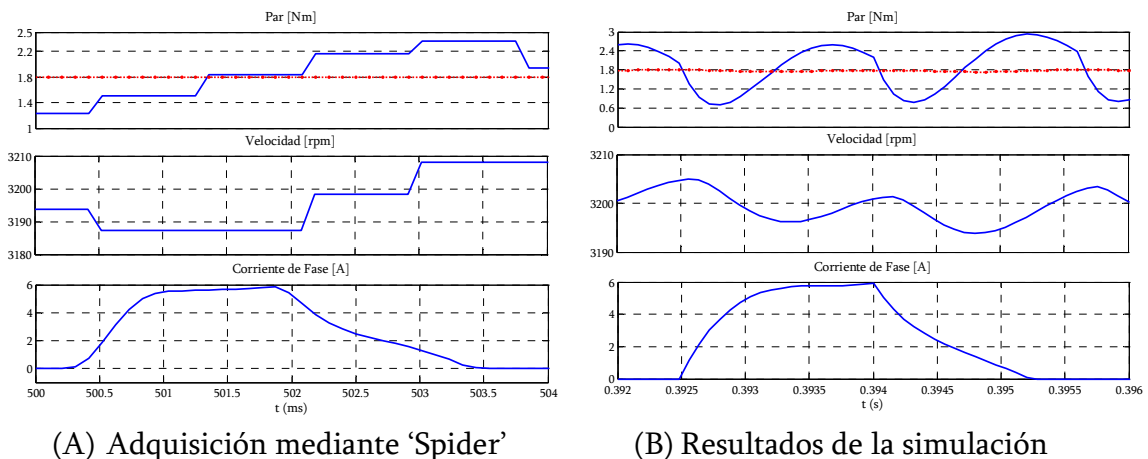 Par [Nm]
2.5
2.2
1.8
1.4
1
Velocidad [rpm]
3210
3200
3190
3180
Corriente de Fase [A]
6
4
2
0
500 500.5 501 501.5 502 502.5 503 503.5 504
t (ms)
(A) Adquisición mediante ‘Spider’
Par [Nm]
3
2.4
1.8
1.2
0.6
0
Velocidad [rpm]
3210
3200
3190
Corriente de Fase [A]
6
4
2
0
0.392 0.3925 0.393 0.3935 0.394 0.3945 0.395 0.3955 0.396
t (s)
(B) Resultados de la simulación